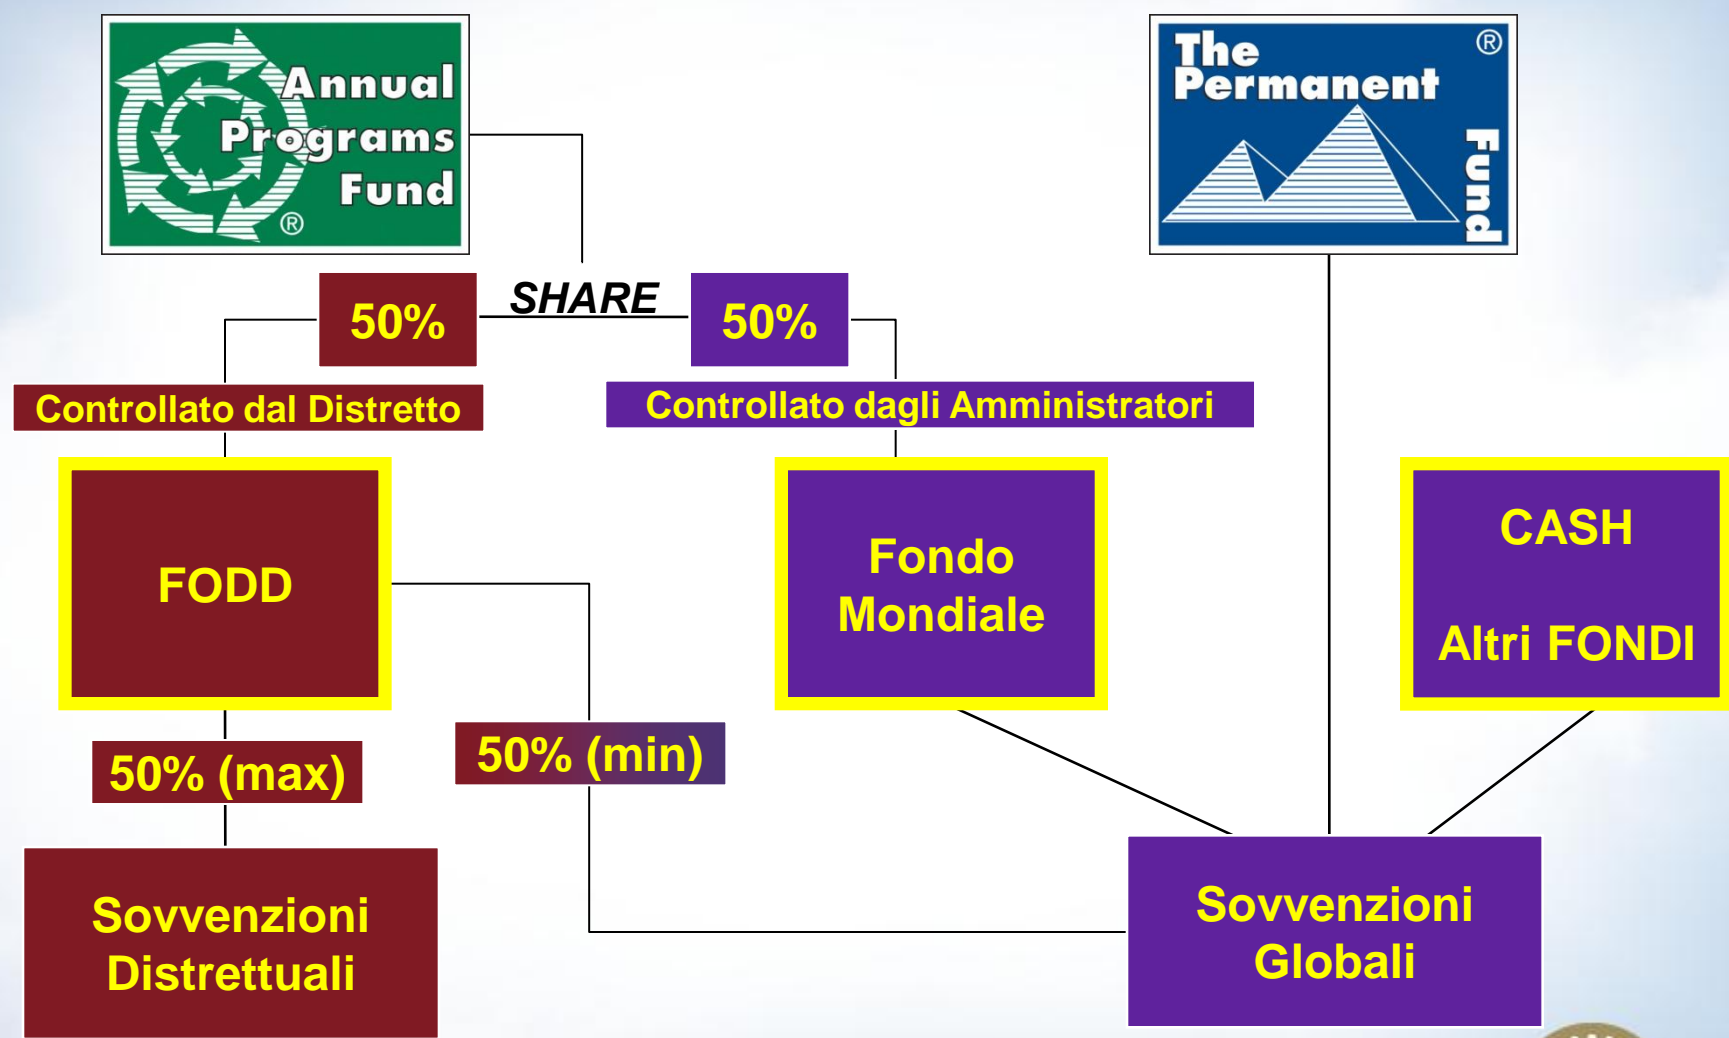 Annual
Programs
Fund
®
The
Permanent
Fund
®
50%
SHARE
50%
Controllato dal Distretto
Controllato dagli Amministratori
FODD
Fondo
Mondiale
CASH
Altri FONDI
50% (max)
50% (min)
Sovvenzioni
Distrettuali
Sovvenzioni
Globali